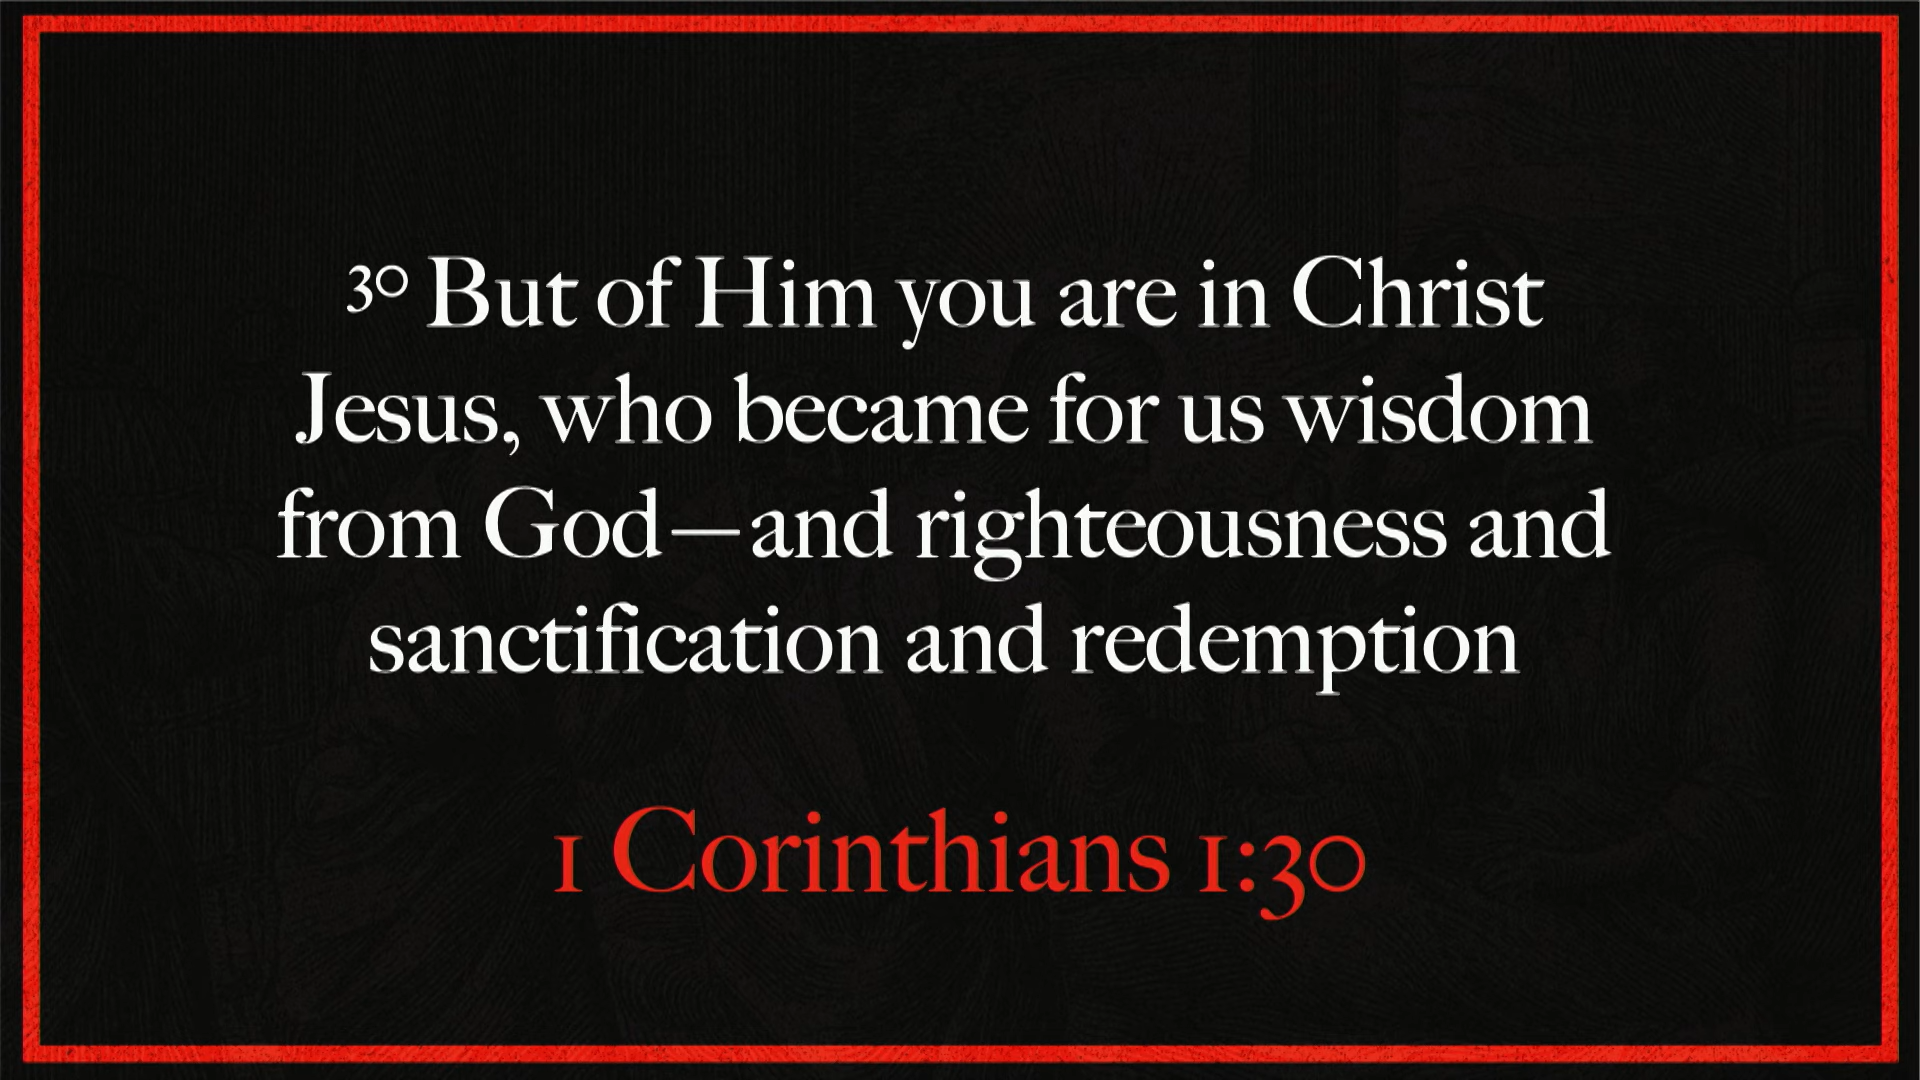 30 But of Him you are in Christ
Jesus, who became for us wisdom
from God—and righteousness and
sanctification and redemption
1 Corinthians 1:30